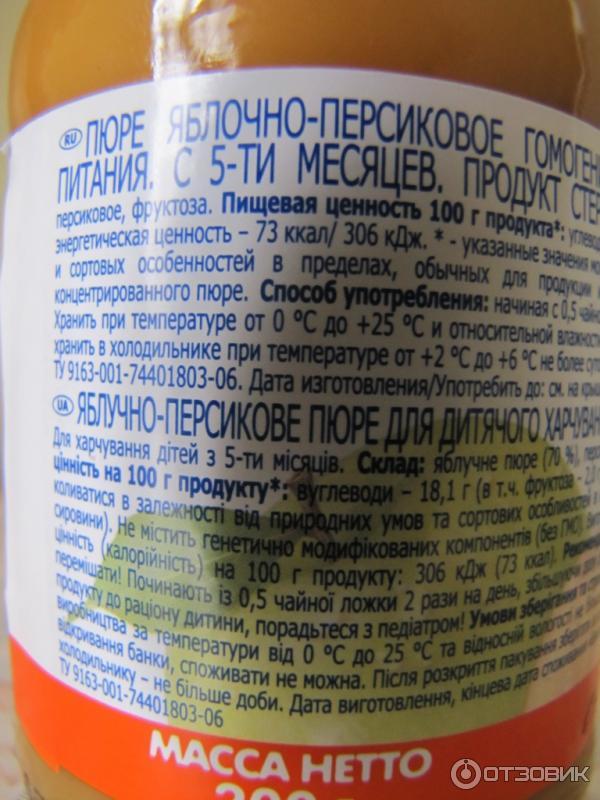 RU ПЮРЕ ЯБЛОЧНО-ПЕРСИКОВОЕ
ПИТАНИЯ. С 5-ТИ МЕСЯЦЕВ. ПРОДУКТ
персиковое, фруктоза. Пищевая ценность 100 г продукта*:
энергетическая ценность – 73 ккал/ 306 кДж. * - указанные значения
и сортовых особенностей в пределах, обычных для продукции
концентрированного пюре. Способ употребления: начиная с 0,5
Хранить при температуре от 0 °С до +25 °С и относительной
хранить в холодильнике при температуре от +2 °С до +6 °С не более
ТУ 9163-001-74401803-06. Дата изготовления/Употребить до: см. на
UA ЯБЛУЧНО-ПЕРСИКОВЕ ПЮРЕ ДЛЯ ДИТЯЧОГО
Для харчування дітей з 5-ти місяців. Склад: яблучне пюре (70 %),
цінність на 100 г продукту*: вуглеводи – 18,1 г (в т.ч. фруктоза –
коливатися в залежності від природних умов та сортових особливостей в
сировини). Не містить генетично модифікованих компонентів (без ГМО).
цінність (калорійність) на 100 г продукту: 306 кДж (73 ккал).
перемішати! Починають із 0,5 чайної ложки 2 рази на день, збільшуючи
продукту до раціону дитини, порадьтеся з педіатром! Умови зберігання
виробництва за температури від 0 °С до 25 °С та відносній вологості не
відкривання банки, споживати не можна. Після розкриття пакування
холодильнику – не більше доби. Дата виготовлення, кінцева дата споживання
ТУ 9163-001-74401803-06
МАССА НЕТТО
ОТЗОВИК